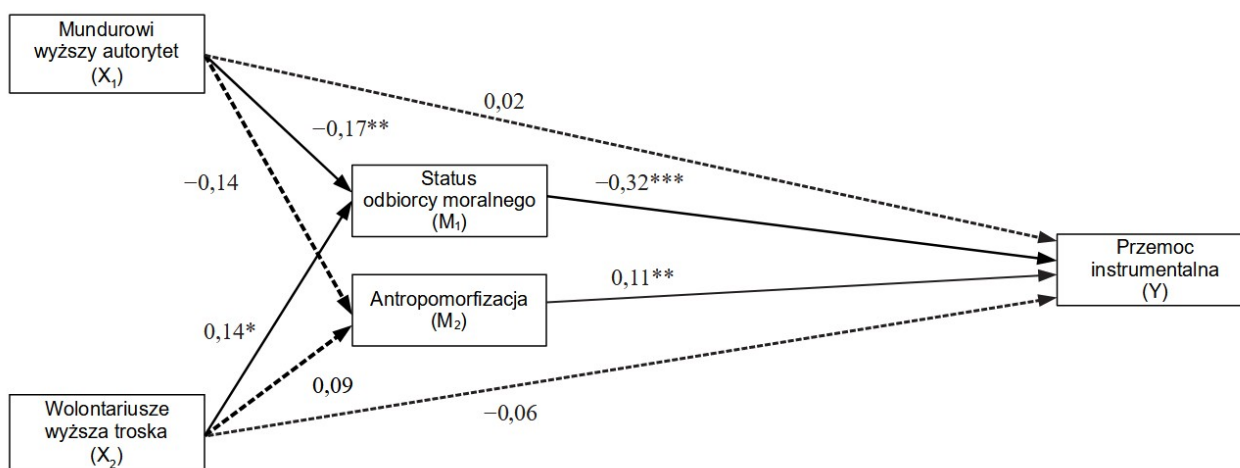 Mundurowi
wyższy autorytet
(X₁)
0,02
−0,17**
−0,14
Status
odbiorcy moralnego
(M₁)
−0,32***
Przemoc
instrumentalna
(Y)
Antropomorfizacja
(M₂)
0,11**
0,14*
0,09
−0,06
Wolontariusze
wyższa troska
(X₂)